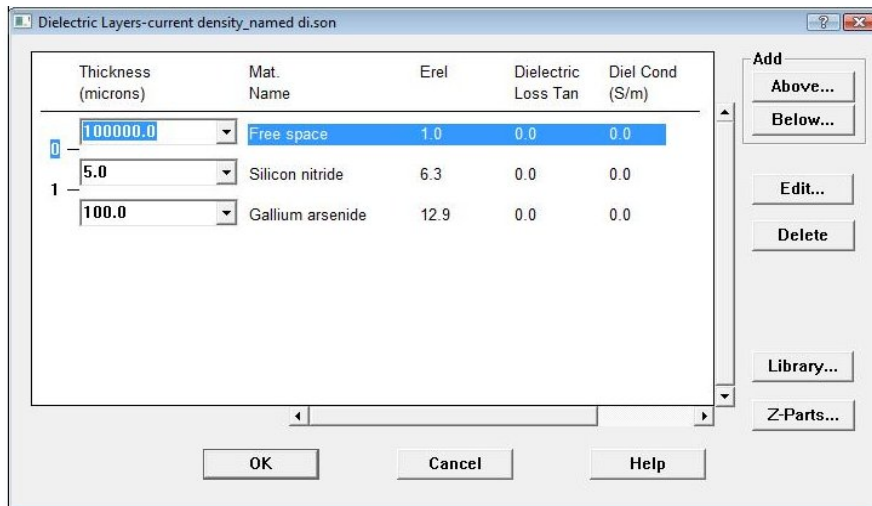 Dielectric Layers-current density_named di.son
Thickness (microns) Mat. Name Erel Dielectric Loss Tan Diel Cond (S/m)
100000.0 Free space 1.0 0.0 0.0
0
5.0 Silicon nitride 6.3 0.0 0.0
1
100.0 Gallium arsenide 12.9 0.0 0.0
Add
Above...
Below...
Edit...
Delete
Library...
Z-Parts...
OK Cancel Help